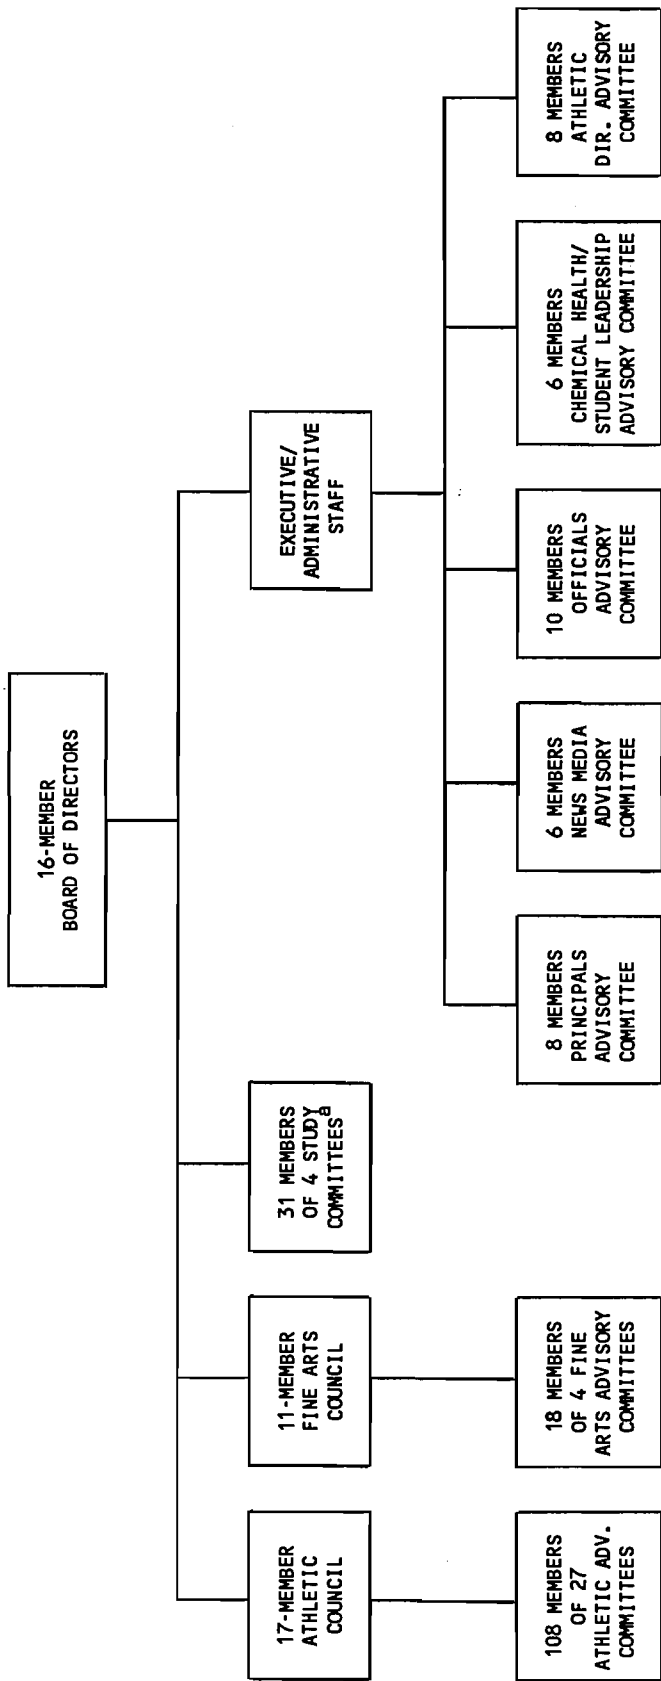 16-MEMBER
BOARD OF DIRECTORS
17-MEMBER
ATHLETIC
COUNCIL
11-MEMBER
FINE ARTS
COUNCIL
31 MEMBERS
OF 4 STUDY
COMMITTEES a
EXECUTIVE/
ADMINISTRATIVE
STAFF
108 MEMBERS
OF 27
ATHLETIC ADV.
COMMITTEES
18 MEMBERS
OF 4 FINE
ARTS ADVISORY
COMMITTEES
8 MEMBERS
PRINCIPALS
ADVISORY
COMMITTEE
6 MEMBERS
NEWS MEDIA
ADVISORY
COMMITTEE
10 MEMBERS
OFFICIALS
ADVISORY
COMMITTEE
6 MEMBERS
CHEMICAL HEALTH/
STUDENT LEADERSHIP
ADVISORY COMMITTEE
8 MEMBERS
ATHLETIC
DIR. ADVISORY
COMMITTEE